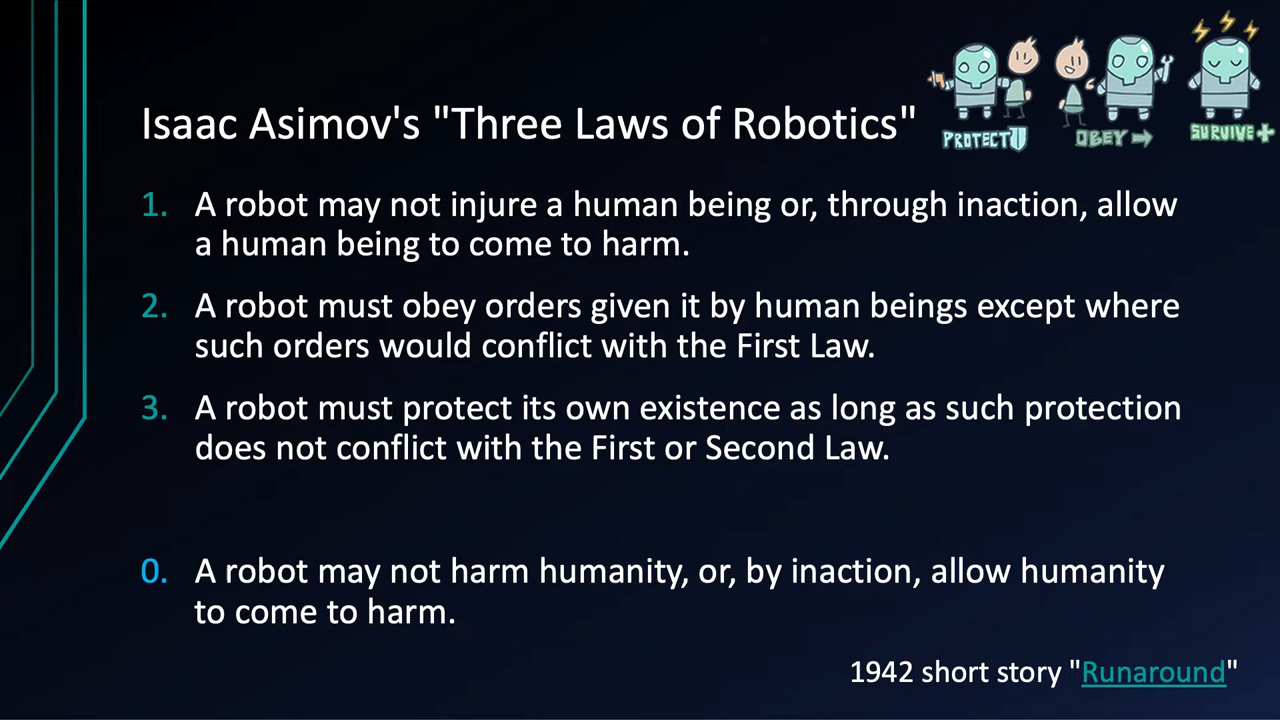 PROTECT
OBEY
SURVIVE
Isaac Asimov's "Three Laws of Robotics"
1. A robot may not injure a human being or, through inaction, allow
a human being to come to harm.
2. A robot must obey orders given it by human beings except where
such orders would conflict with the First Law.
3. A robot must protect its own existence as long as such protection
does not conflict with the First or Second Law.
0. A robot may not harm humanity, or, by inaction, allow humanity
to come to harm.
1942 short story "Runaround"